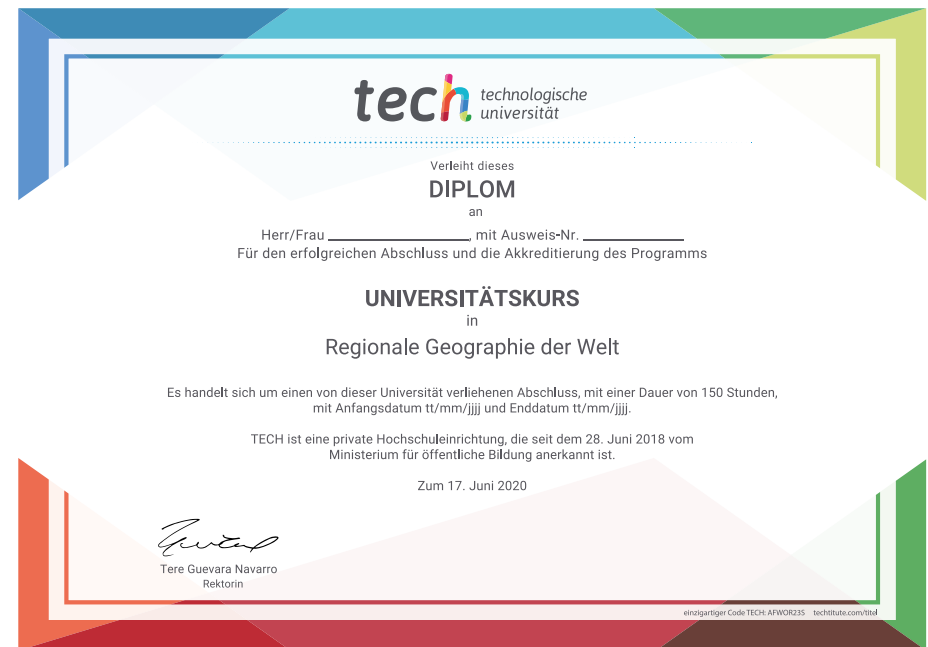 tech technologische
universität
Verleiht dieses
DIPLOM
an
Herr/Frau ____________, mit Ausweis-Nr. ____________
Für den erfolgreichen Abschluss und die Akkreditierung des Programms
UNIVERSITÄTSKURS
in
Regionale Geographie der Welt
Es handelt sich um einen von dieser Universität verliehenen Abschluss, mit einer Dauer von 150 Stunden,
mit Anfangsdatum tt/mm/jjjj und Enddatum tt/mm/jjjj.
TECH ist eine private Hochschuleinrichtung, die seit dem 28. Juni 2018 vom
Ministerium für öffentliche Bildung anerkannt ist.
Zum 17. Juni 2020
Tere Guevara Navarro
Rektorin
einzigartiger Code TECH: AFWOR23S techtitute.com/titel